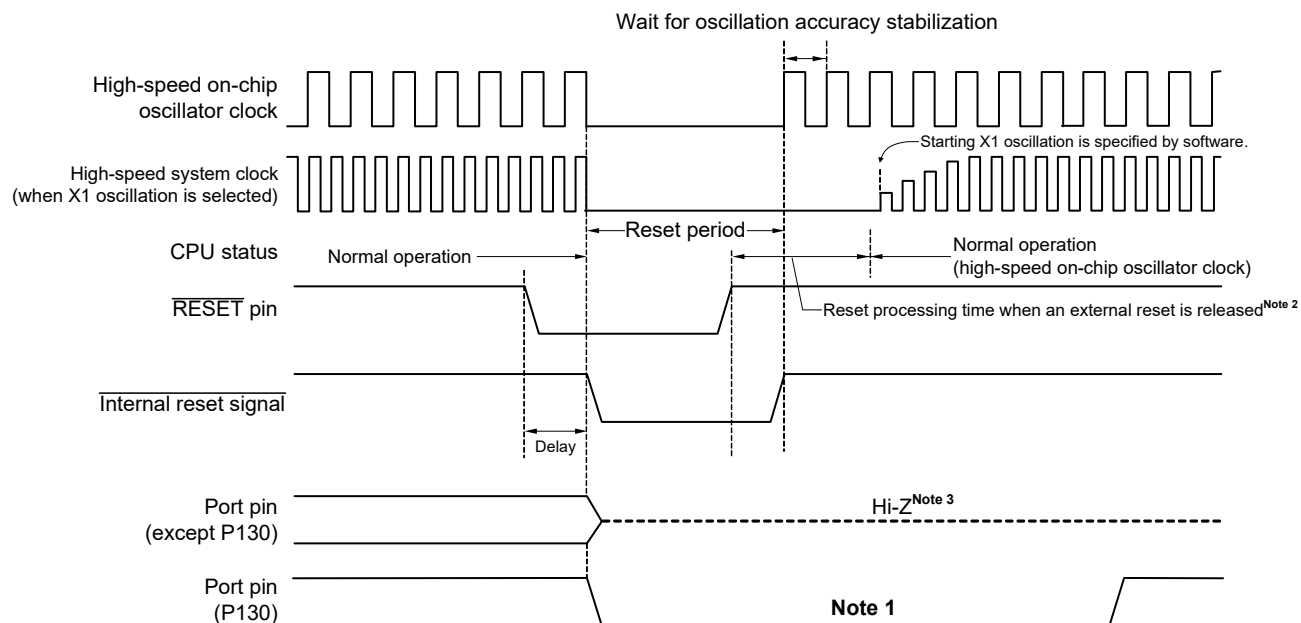 Wait for oscillation accuracy stabilization
High-speed on-chip
oscillator clock
Starting X1 oscillation is specified by software.
High-speed system clock
(when X1 oscillation is selected)
Reset period
CPU status
Normal operation
Normal operation
(high-speed on-chip oscillator clock)
RESET pin
Reset processing time when an external reset is released Note 2
Internal reset signal
Delay
Port pin
(except P130)
Hi-Z Note 3
Port pin
(P130)
Note 1